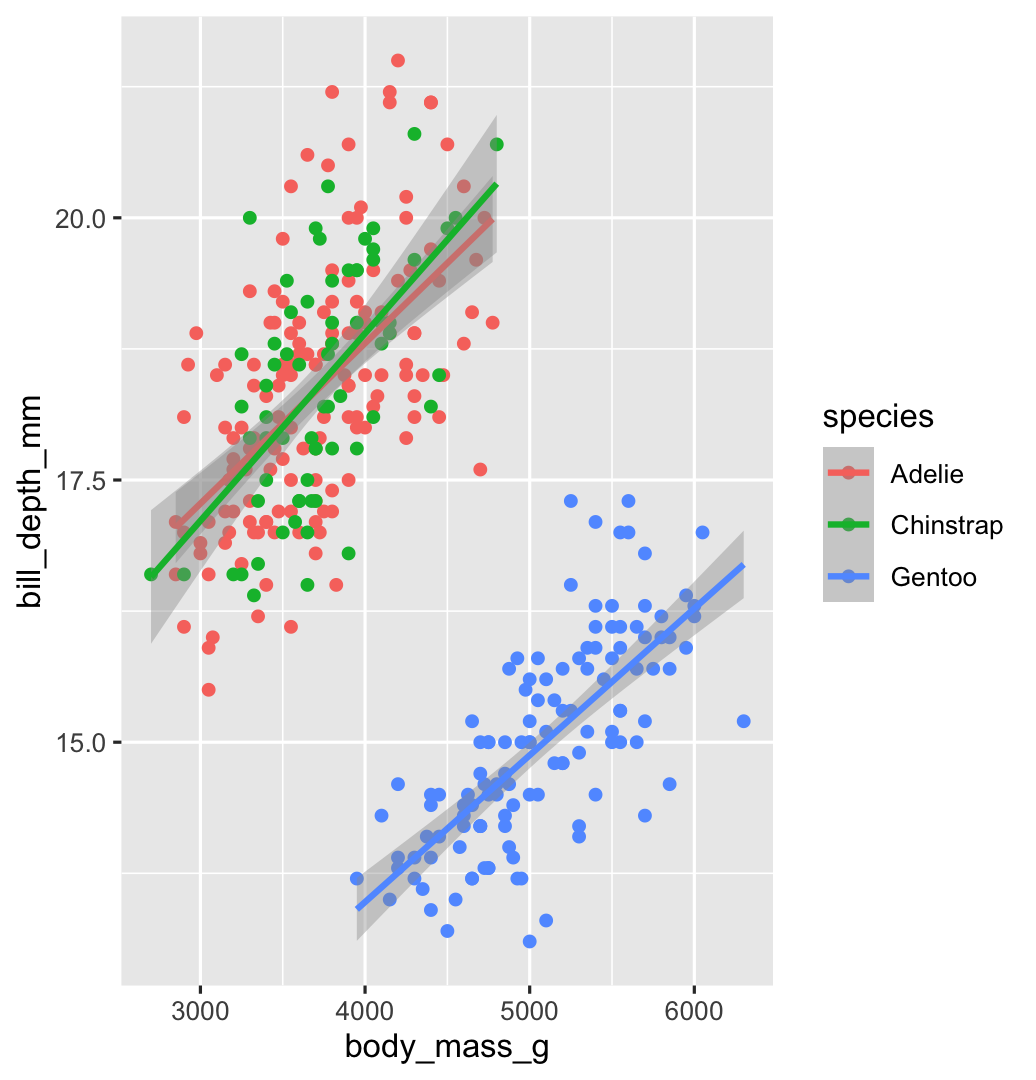 bill_depth_mm
20.0
17.5
15.0
3000 4000 5000 6000
body_mass_g
species
Adelie
Chinstrap
Gentoo